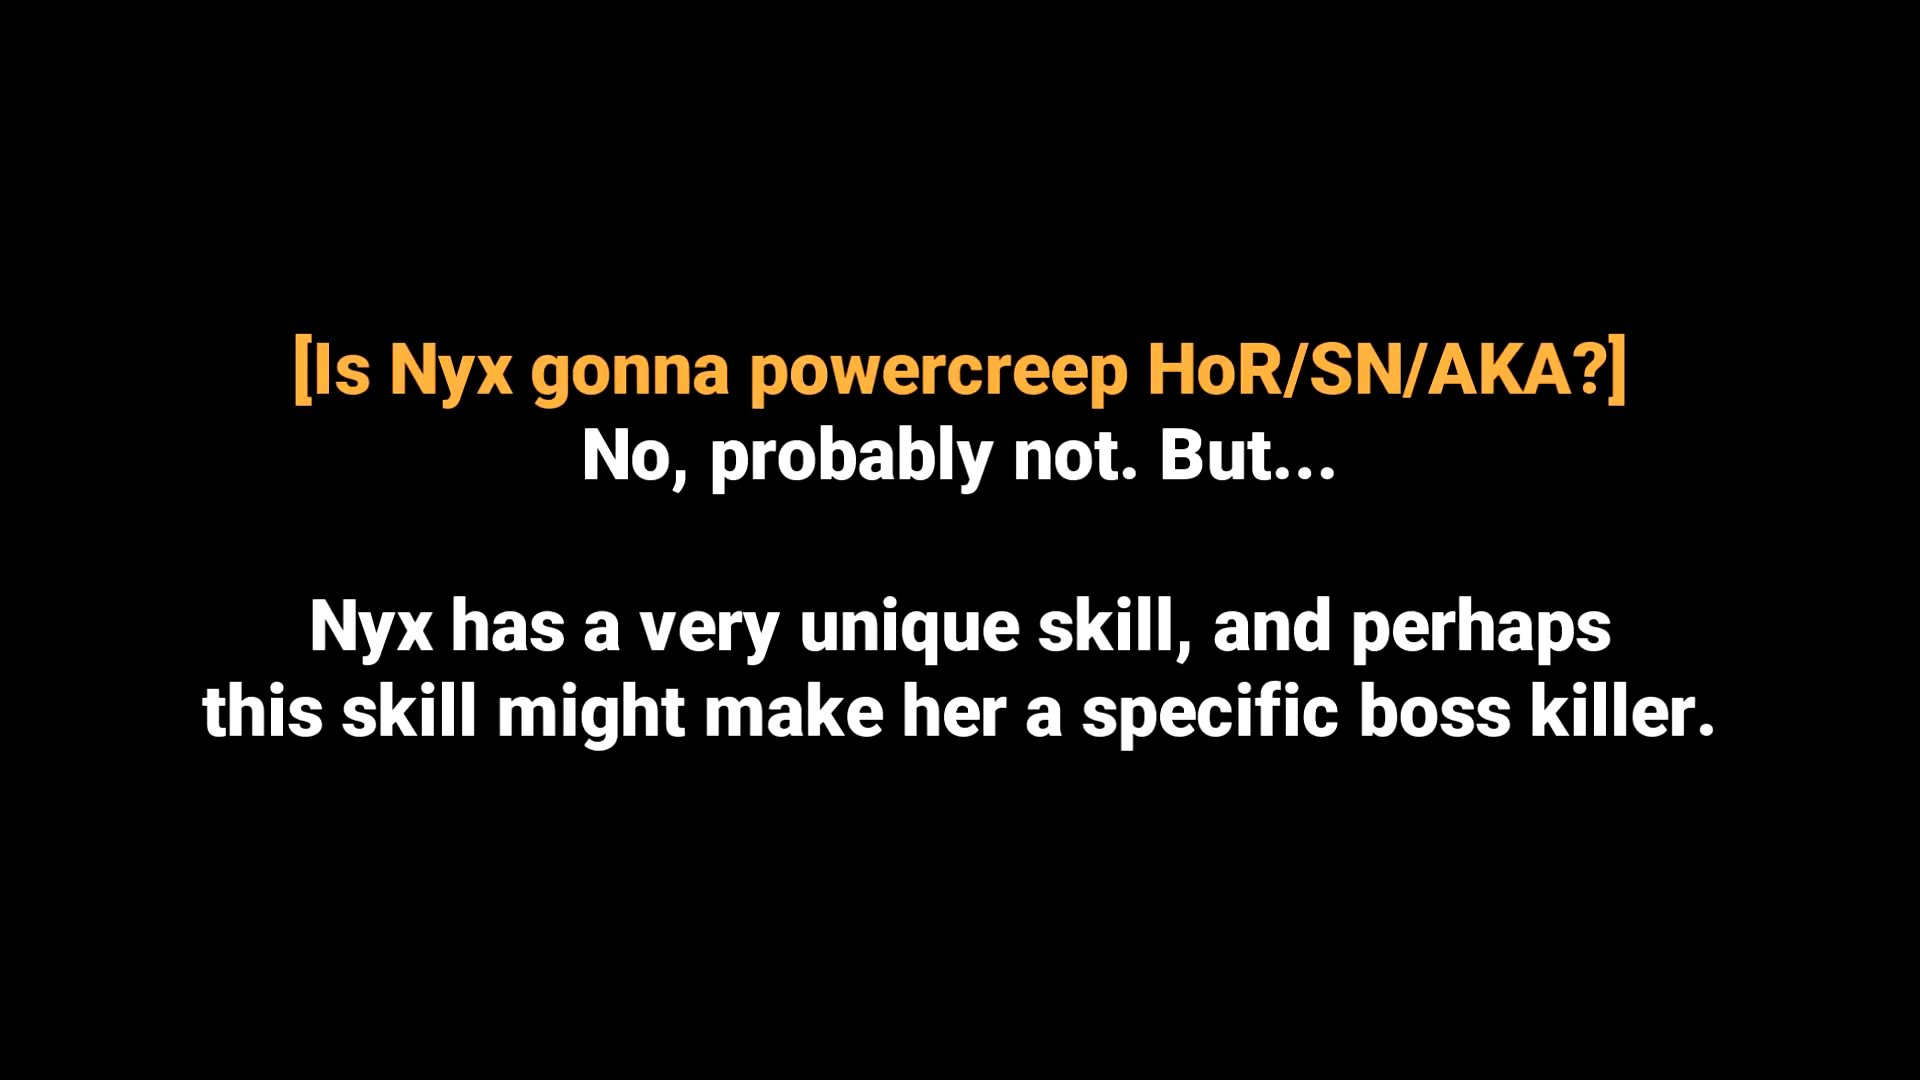 [Is Nyx gonna powercreep HoR/SN/AKA?]
No, probably not. But...
Nyx has a very unique skill, and perhaps
this skill might make her a specific boss killer.